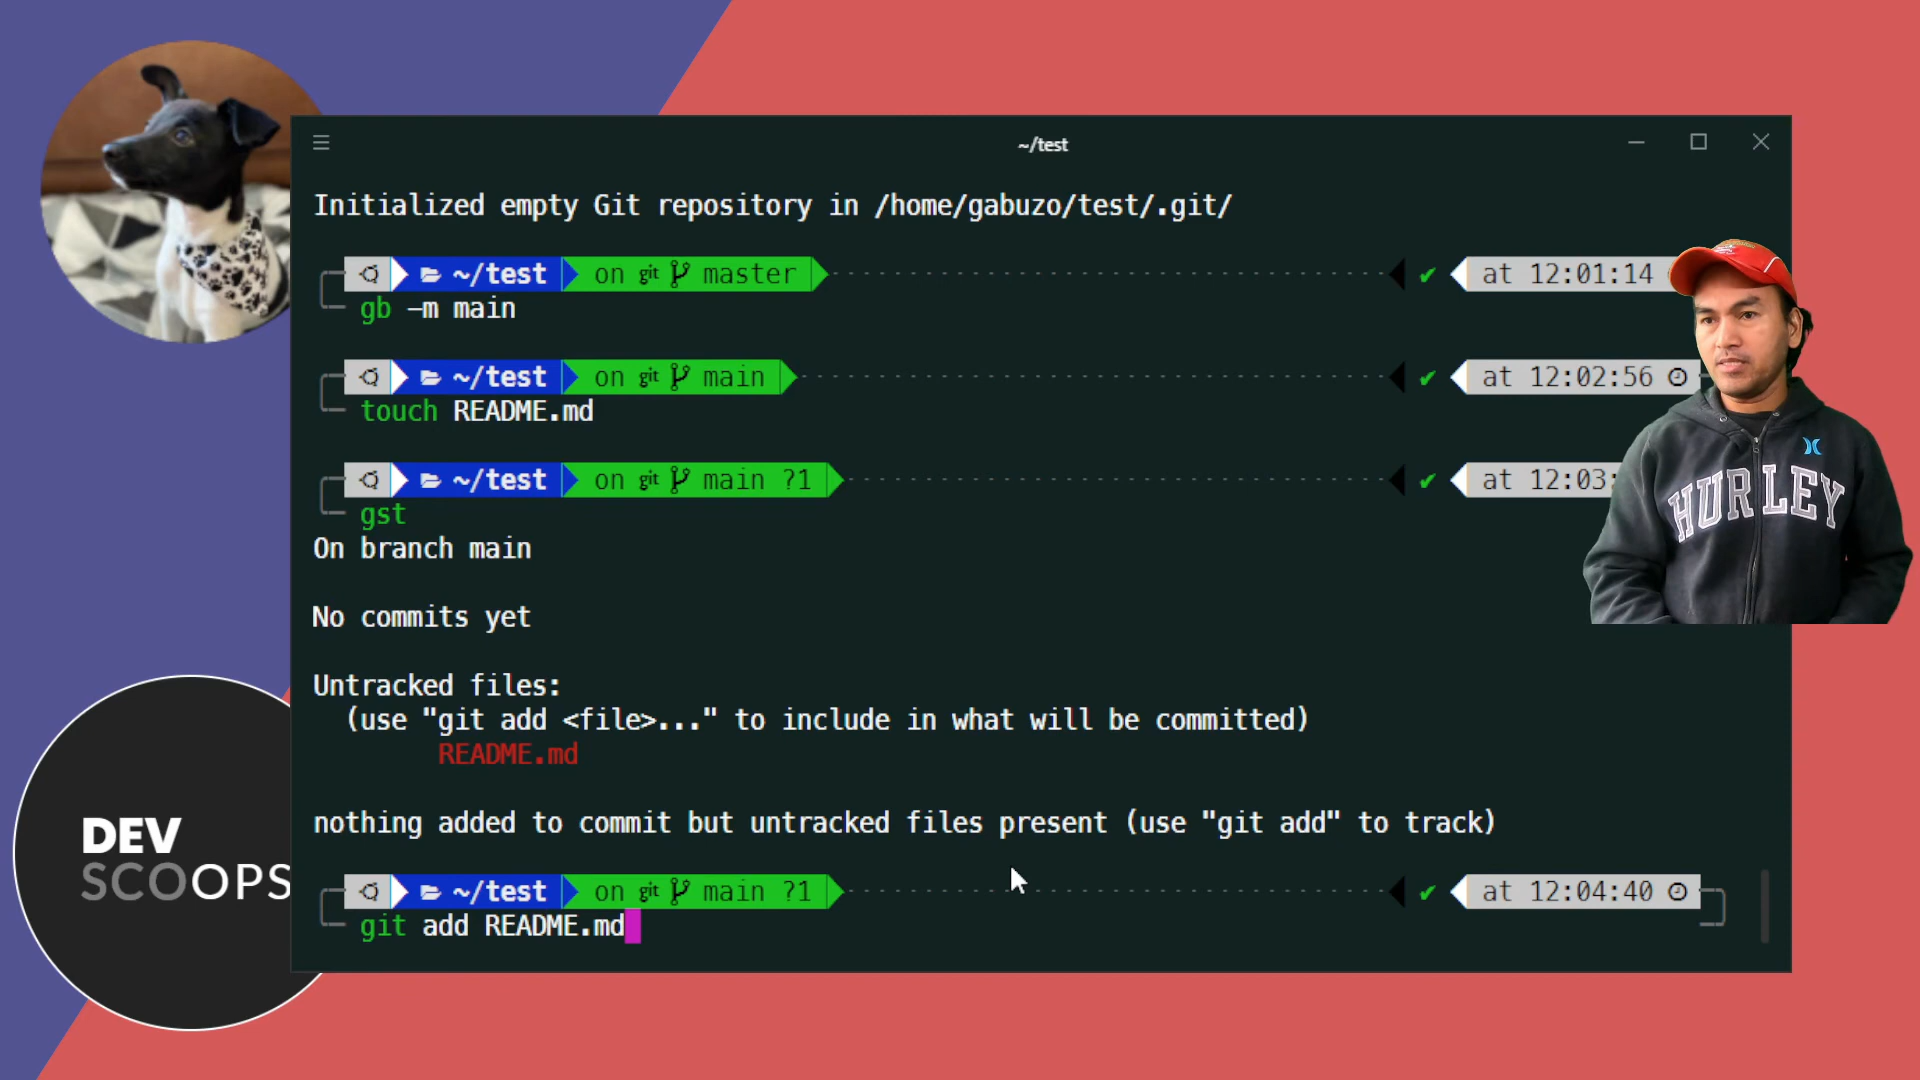 ~/test
Initialized empty Git repository in /home/gabuzo/test/.git/
~/test on git master ✔ at 12:01:14
gb -m main
~/test on git main ✔ at 12:02:56
touch README.md
~/test on git main ?1 ✔ at 12:03:
gst
On branch main
No commits yet
Untracked files:
(use "git add <file>..." to include in what will be committed)
README.md
nothing added to commit but untracked files present (use "git add" to track)
~/test on git main ?1 ✔ at 12:04:40
git add README.md
HURLEY
DEV
SCOOPS